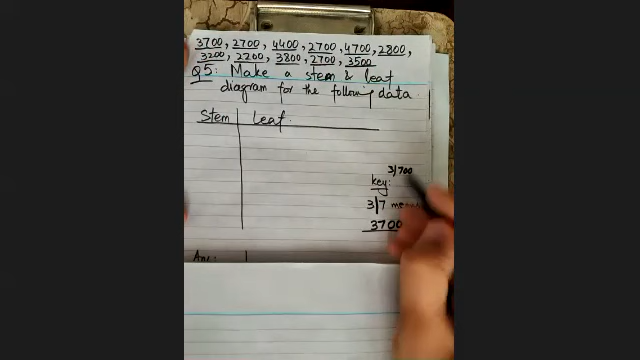 3700, 2700, 4400, 2700, 4700, 2800,
3200, 2200, 3800, 2700, 3500
Q5: Make a stem & leaf
diagram for the following data.
Stem | Leaf
3|700
key:
3|7
3700
Ans: